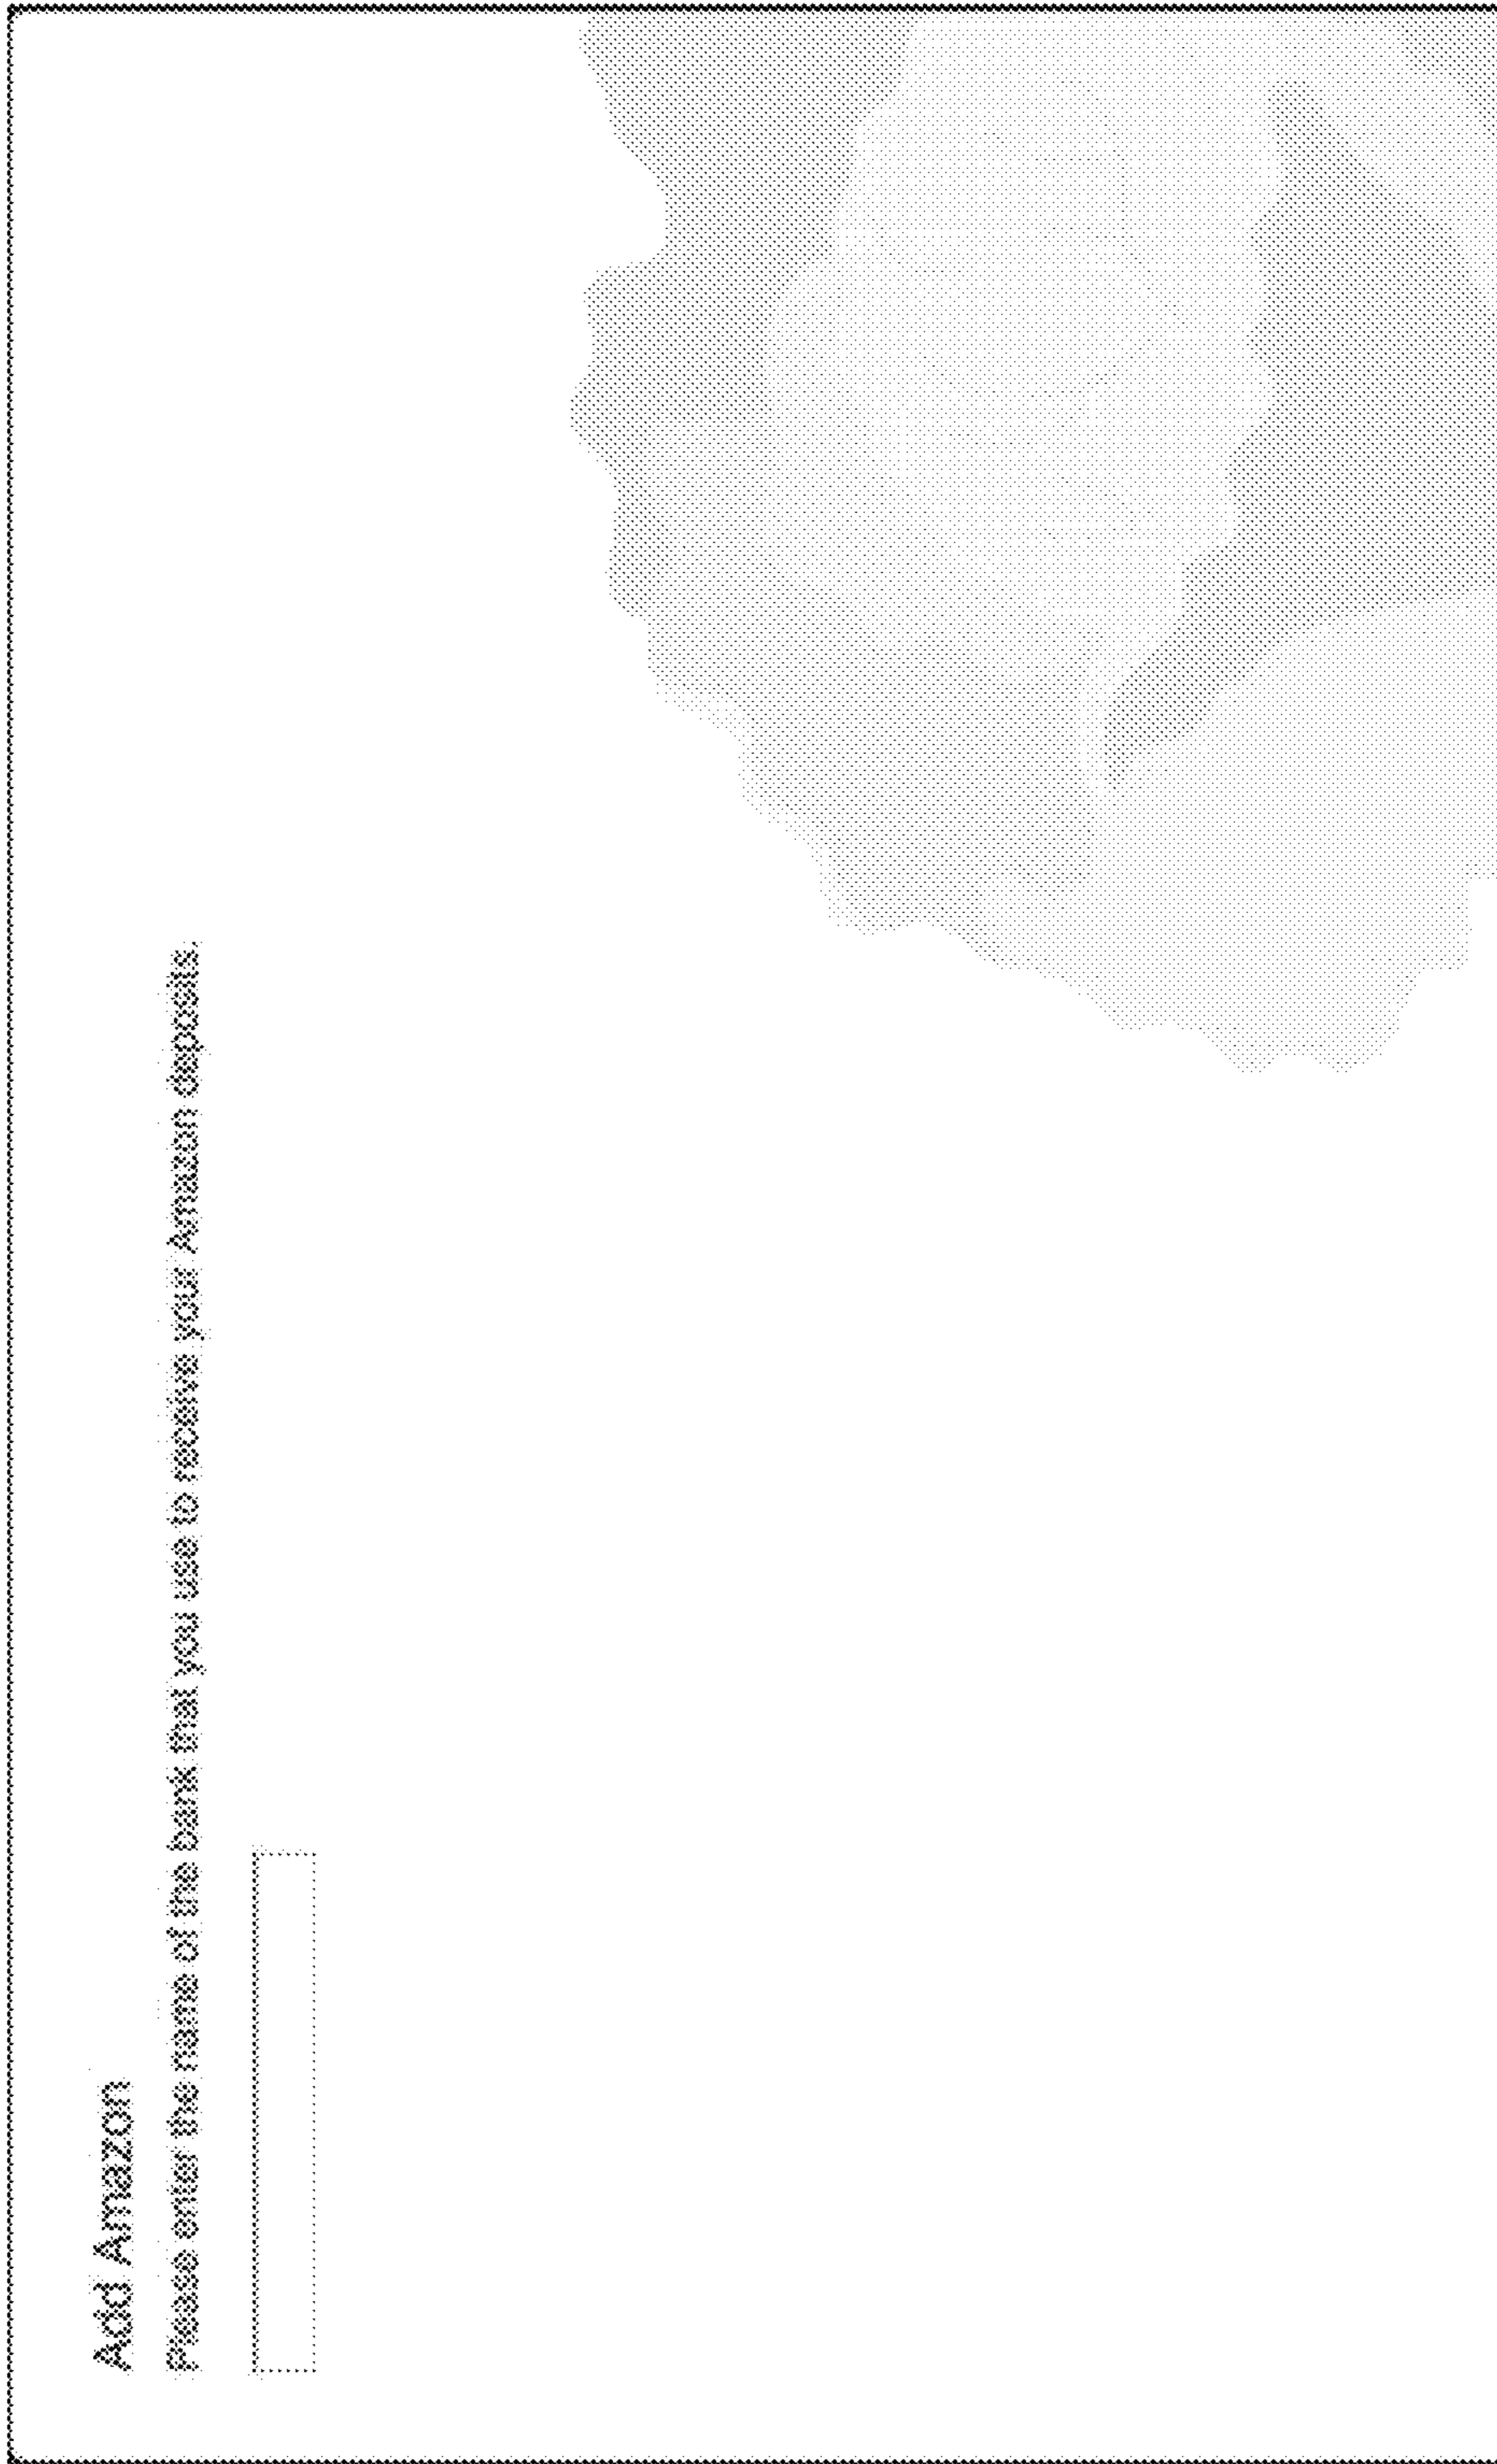 Add Amazon
Please enter the name of the bank that you use to receive your Amazon deposits.